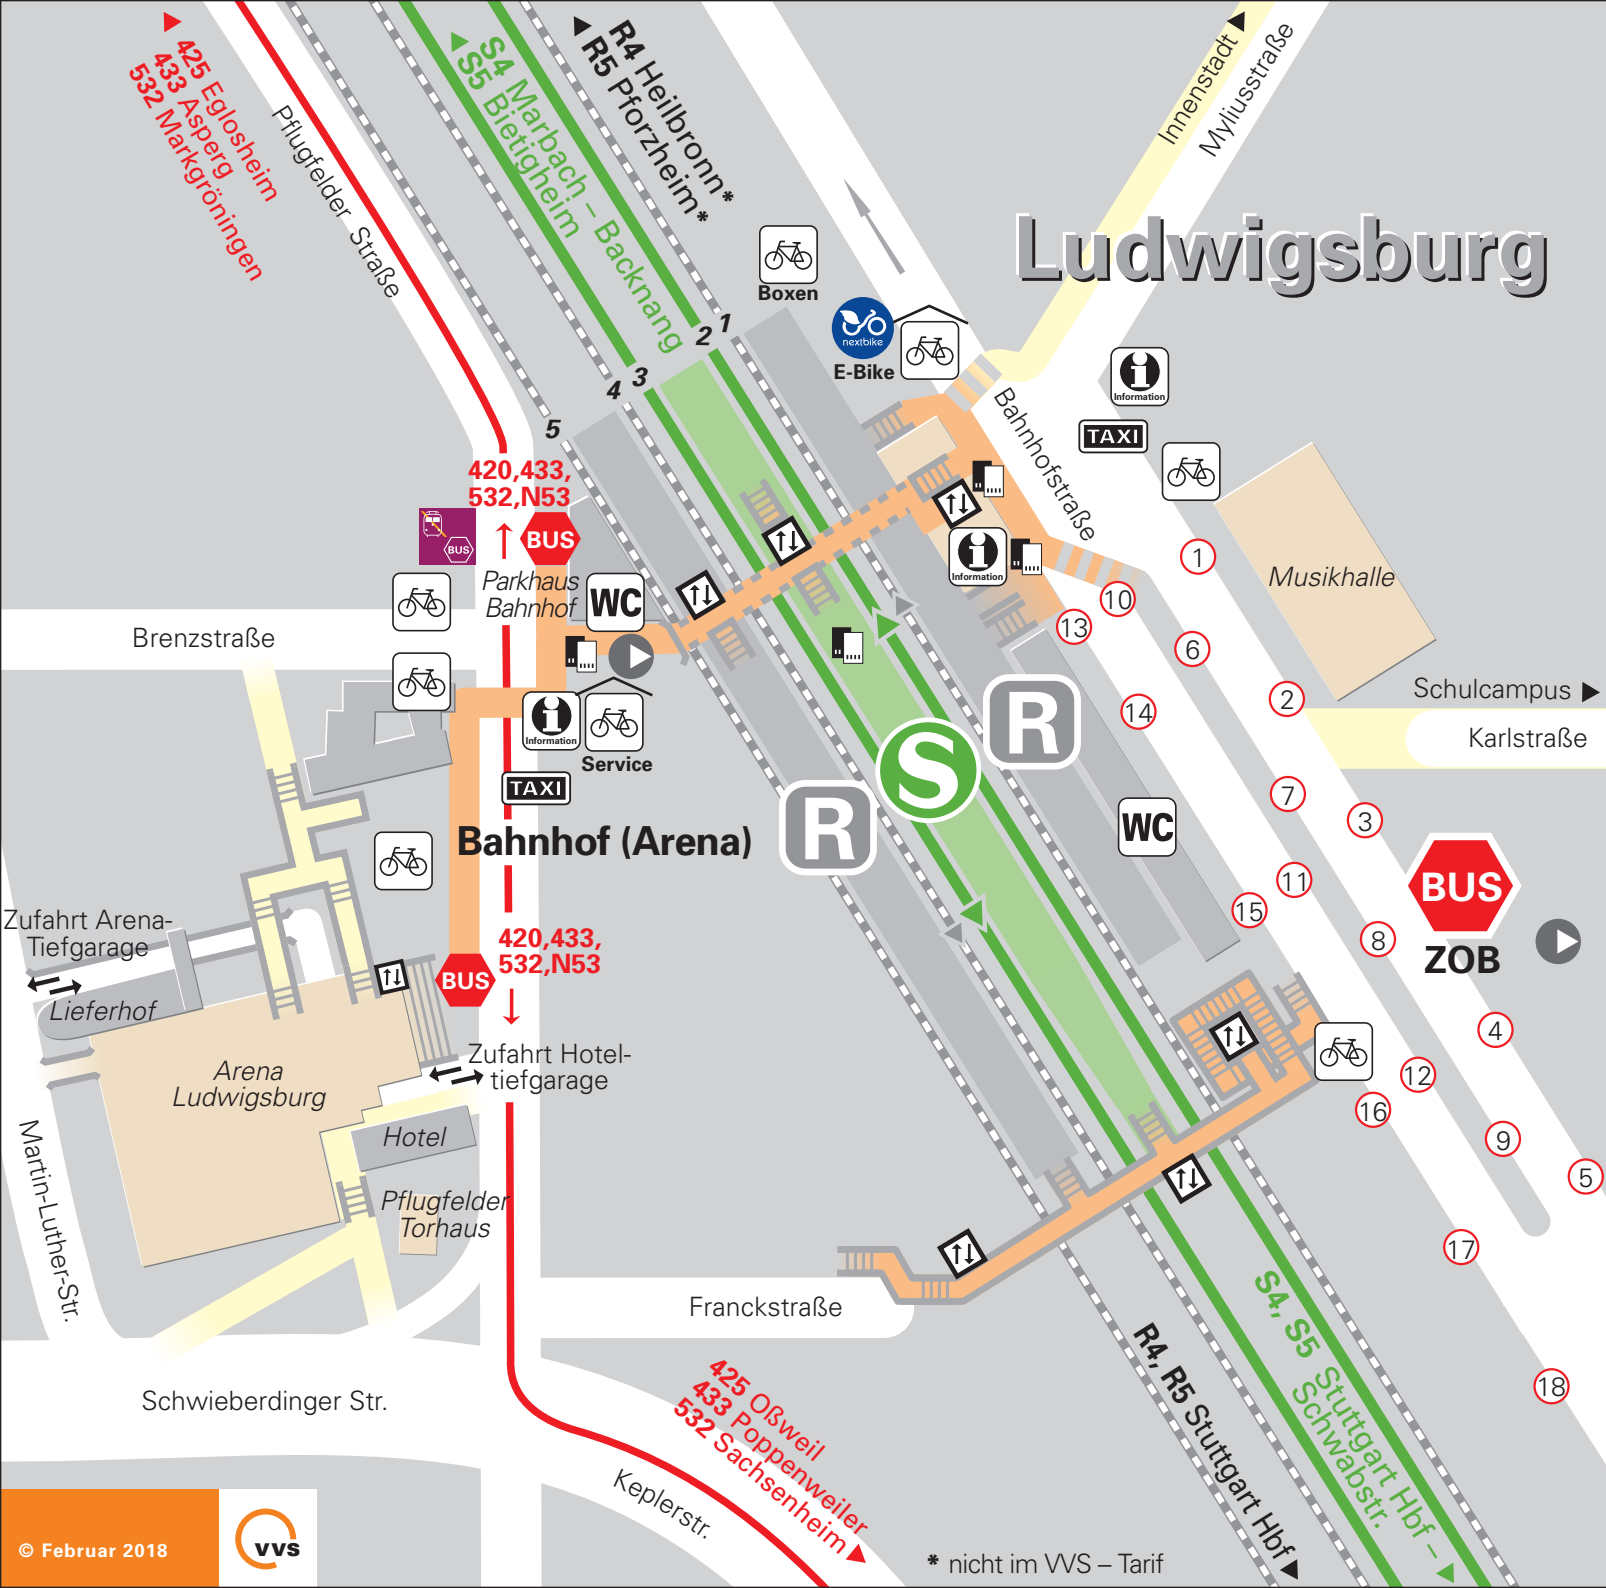 425 Eglosheim
433 Asperg
532 Markgröningen
Pflugfelder Straße
S4 Marbach – Backnang
S5 Bietigheim
R4 Heilbronn*
R5 Pforzheim*
Innenstadt
Myliusstraße
Ludwigsburg
Boxen
nextbike
E-Bike
Information
TAXI
Bahnhofstraße
1
2
3
4
5
420,433,
532,N53
BUS
BUS
Parkhaus
Bahnhof
WC
Information
Musikhalle
1
10
13
6
2
14
Schulcampus
Karlstraße
Brenzstraße
Information
Service
TAXI
Bahnhof (Arena)
R
S
R
WC
7
3
11
15
8
BUS
ZOB
4
12
16
9
5
17
18
Zufahrt Arena-
Tiefgarage
Lieferhof
420,433,
532,N53
BUS
Zufahrt Hotel-
tiefgarage
Arena
Ludwigsburg
Hotel
Pflugfelder
Torhaus
Martin-Luther-Str.
Franckstraße
Schwieberdinger Str.
425 Oßweil
433 Poppenweiler
532 Sachsenheim
Keplerstr.
R4, R5 Stuttgart Hbf
S4, S5 Stuttgart Hbf –
Schwabstr.
* nicht im VVS – Tarif
© Februar 2018
vvs